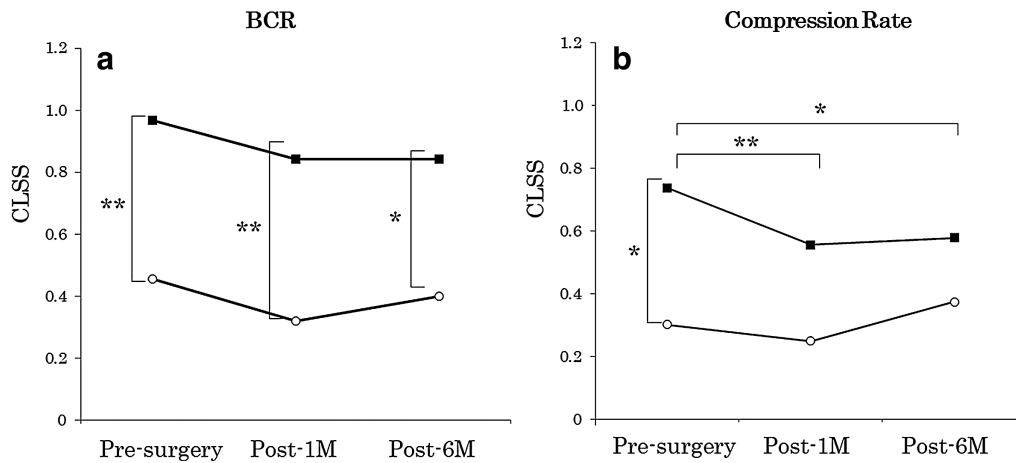 BCR
a
1.2
1.0
0.8
0.6
0.4
0.2
0
CLSS
**
**
*
Pre-surgery Post-1M Post-6M
Compression Rate
b
1.2
1.0
0.8
0.6
0.4
0.2
0
CLSS
*
**
*
Pre-surgery Post-1M Post-6M